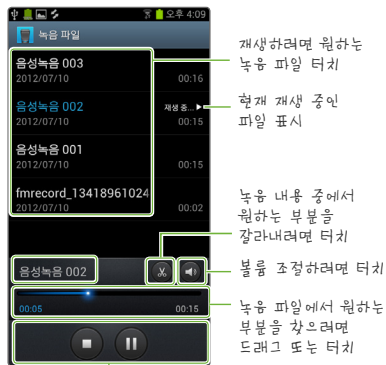 오후 4:09
녹음 파일
음성녹음 003
2012/07/10 00:16
음성녹음 002 재생 중...
2012/07/10 00:15
음성녹음 001
2012/07/10 00:15
fmrecord_13418961024
2012/07/10 00:02
음성녹음 002
00:05 00:15
재생하려면 원하는
녹음 파일 터치
현재 재생 중인
파일 표시
녹음 내용 중에서
원하는 부분을
잘라내려면 터치
볼륨 조절하려면 터치
녹음 파일에서 원하는
부분을 찾으려면
드래그 또는 터치